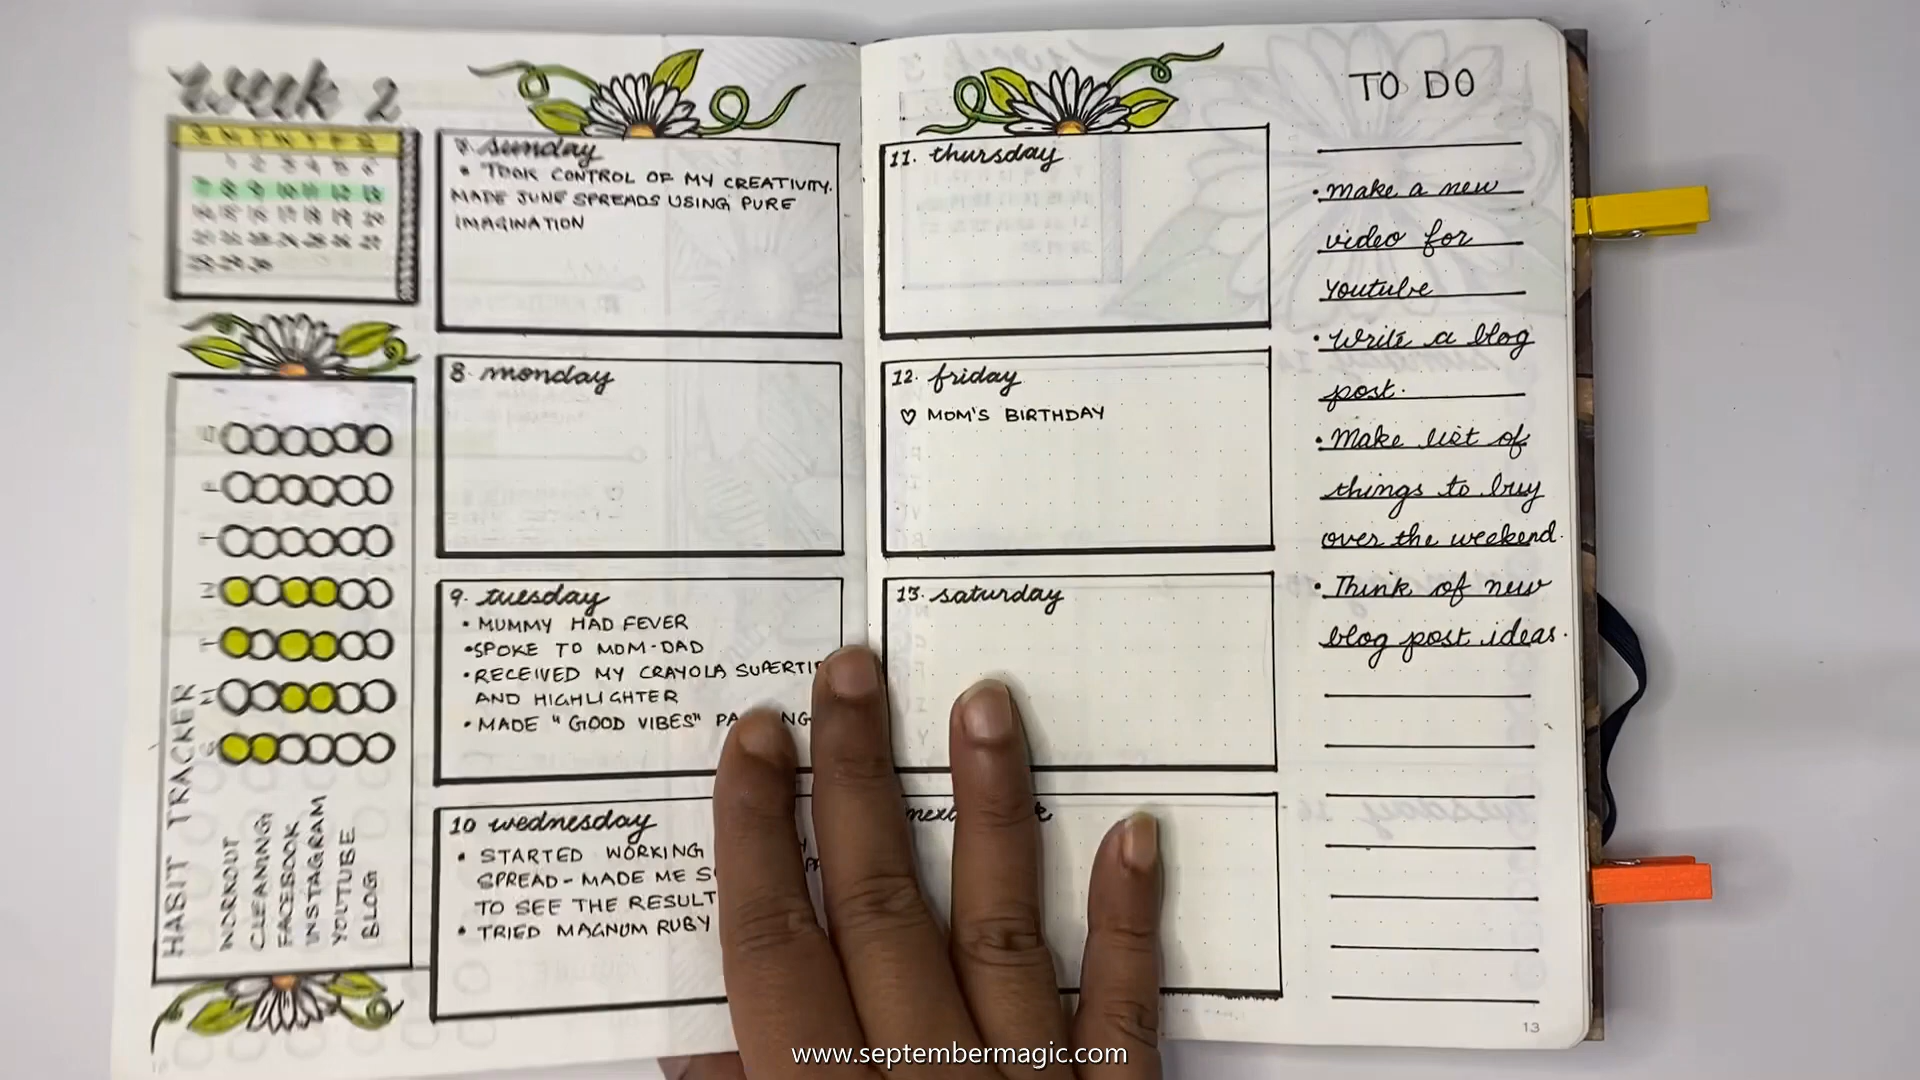 week 2
S M T W T F S
1 2 3 4 5 6
7 8 9 10 11 12 13
14 15 16 17 18 19 20
21 22 23 24 25 26 27
28 29 30
HABIT TRACKER
WORKOUT
CLEANING
FACEBOOK
INSTAGRAM
YOUTUBE
BLOG
7. sunday
• TOOK CONTROL OF MY CREATIVITY.
MADE JUNE SPREADS USING PURE
IMAGINATION
8. monday
9. tuesday
• MUMMY HAD FEVER
• SPOKE TO MOM-DAD
• RECEIVED MY CRAYOLA
AND HIGHLIGHTER
• MADE "GOOD VIBES"
10 wednesday
• STARTED WORKING
SPREAD - MADE ME
TO SEE THE RESULT
• TRIED MAGNUM RUBY
11. thursday
12. friday
♡ MOM'S BIRTHDAY
13. saturday
TO DO
• Make a new
video for
Youtube
• Write a blog
post.
• Make list of
things to buy
over the weekend.
• Think of new
blog post ideas.
13
www.septembermagic.com